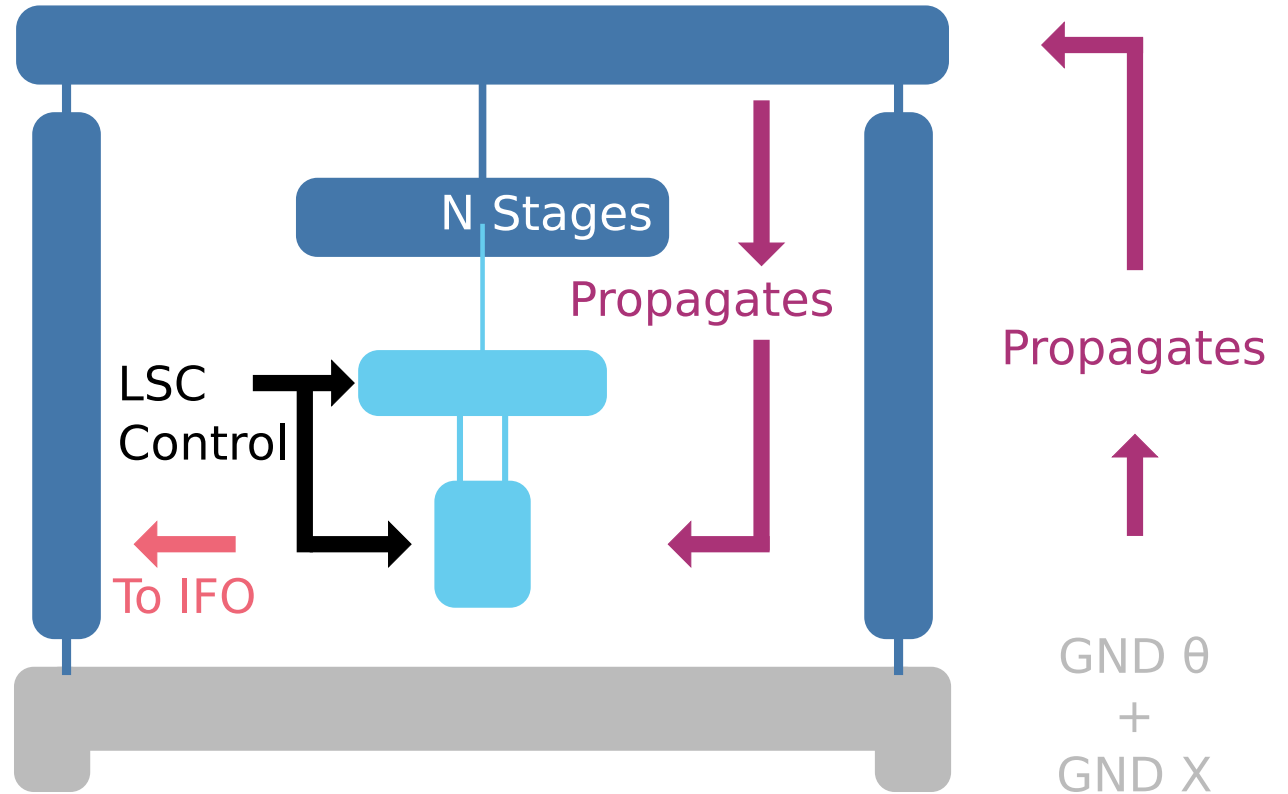 N Stages
Propagates
Propagates
LSC
Control
To IFO
GND θ
+
GND X